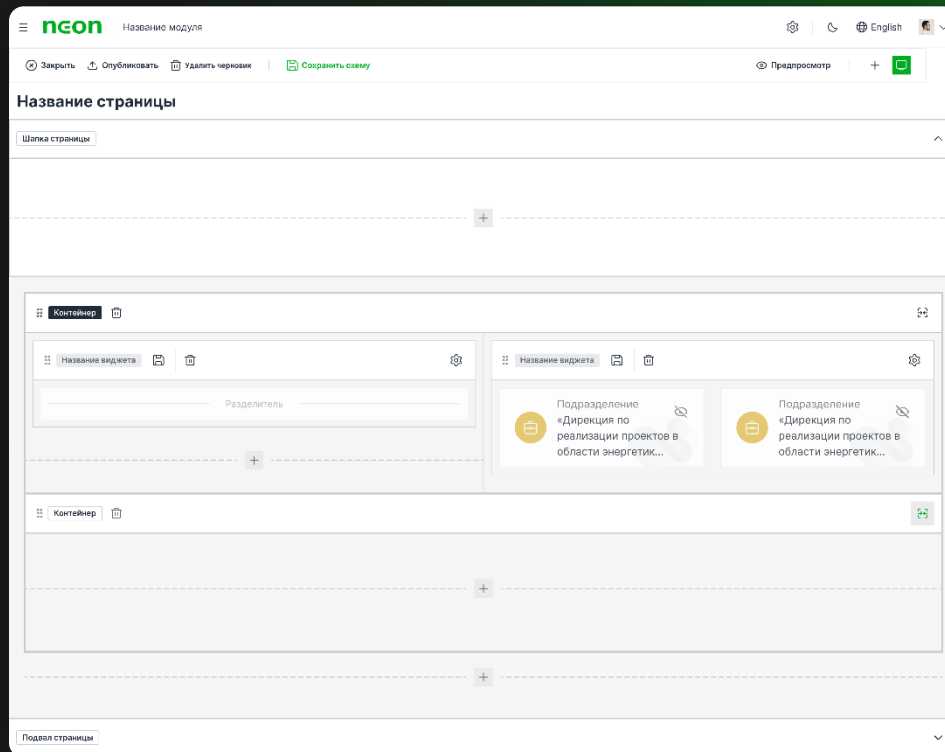 neon
Название модуля
English
Закрыть
Опубликовать
Удалить черновик
Сохранить схему
Предпросмотр
Название страницы
Шапка страницы
Контейнер
Название виджета
Название виджета
Разделитель
Подразделение
«Дирекция по
реализации проектов в
области энергетик...
Подразделение
«Дирекция по
реализации проектов в
области энергетик...
Контейнер
Подвал страницы